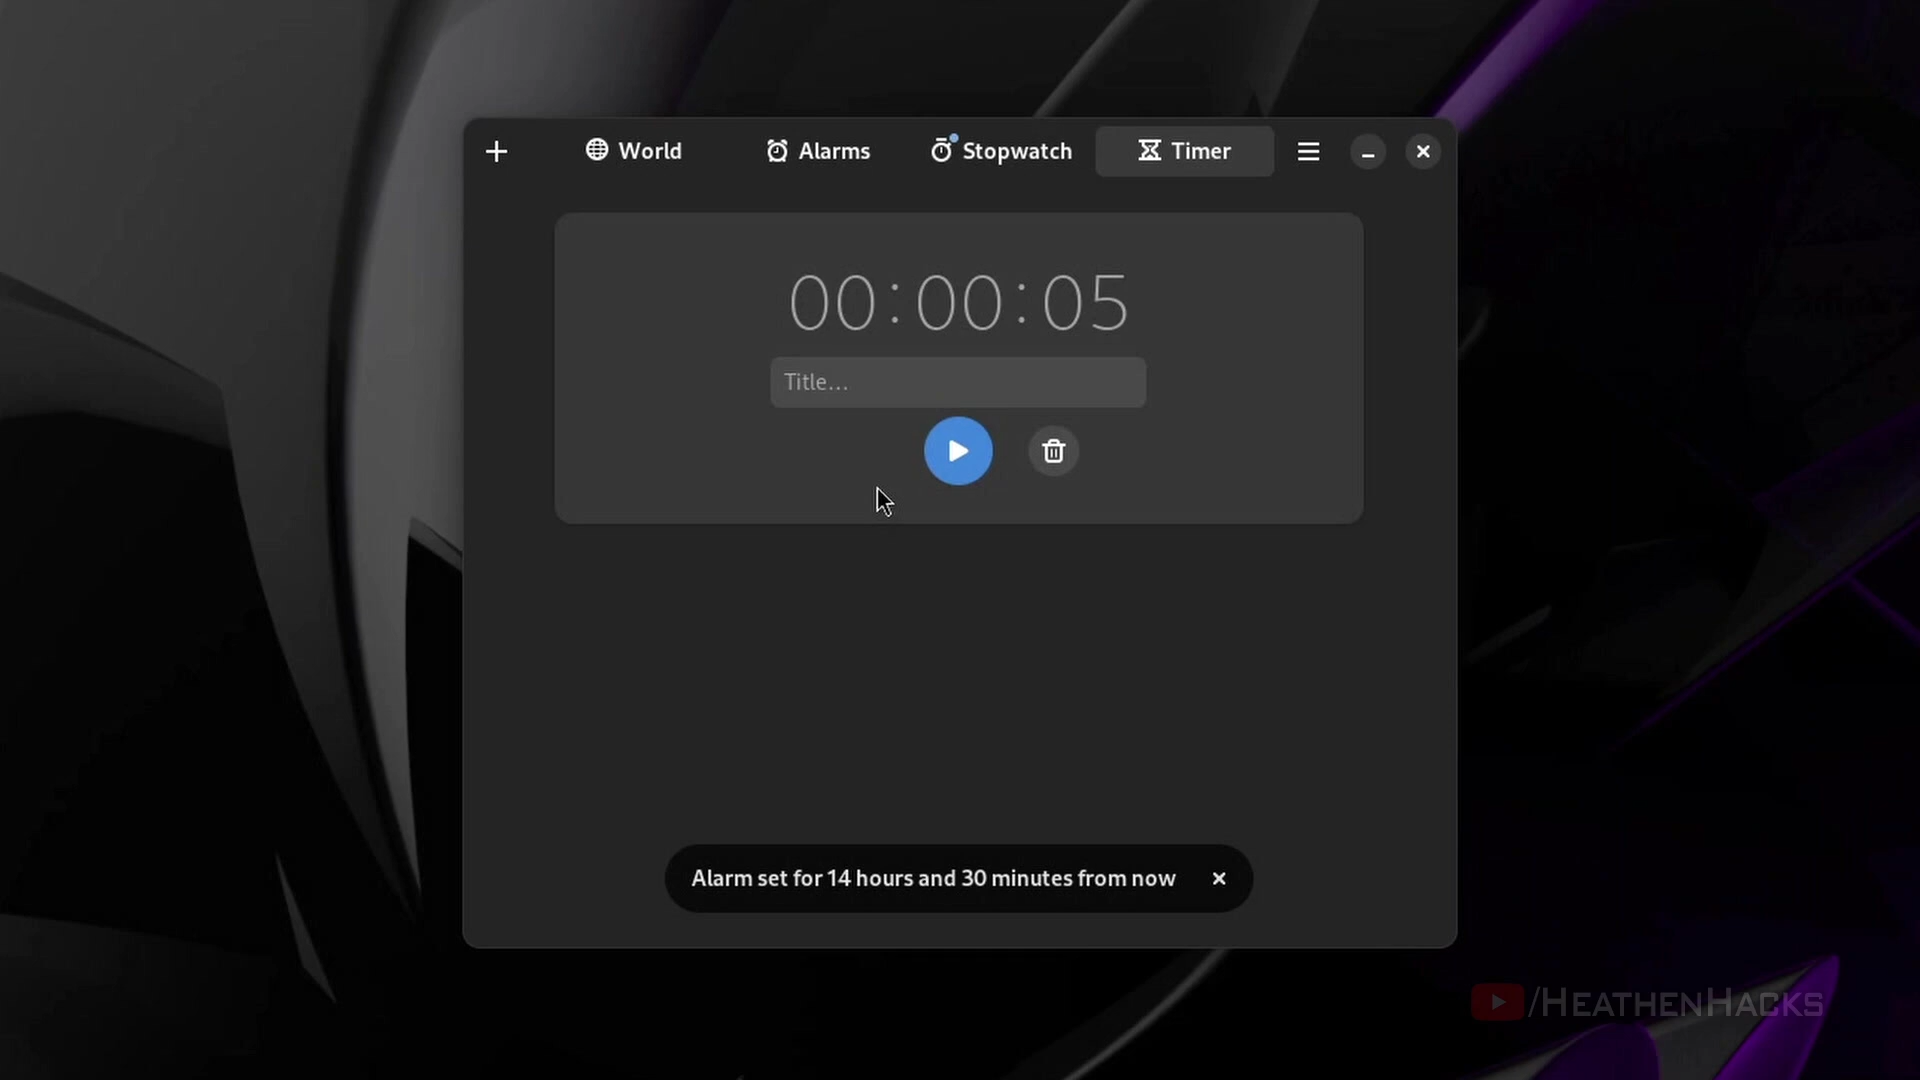 World
Alarms
Stopwatch
Timer
00:00:05
Title...
Alarm set for 14 hours and 30 minutes from now
/HEATHENHACKS